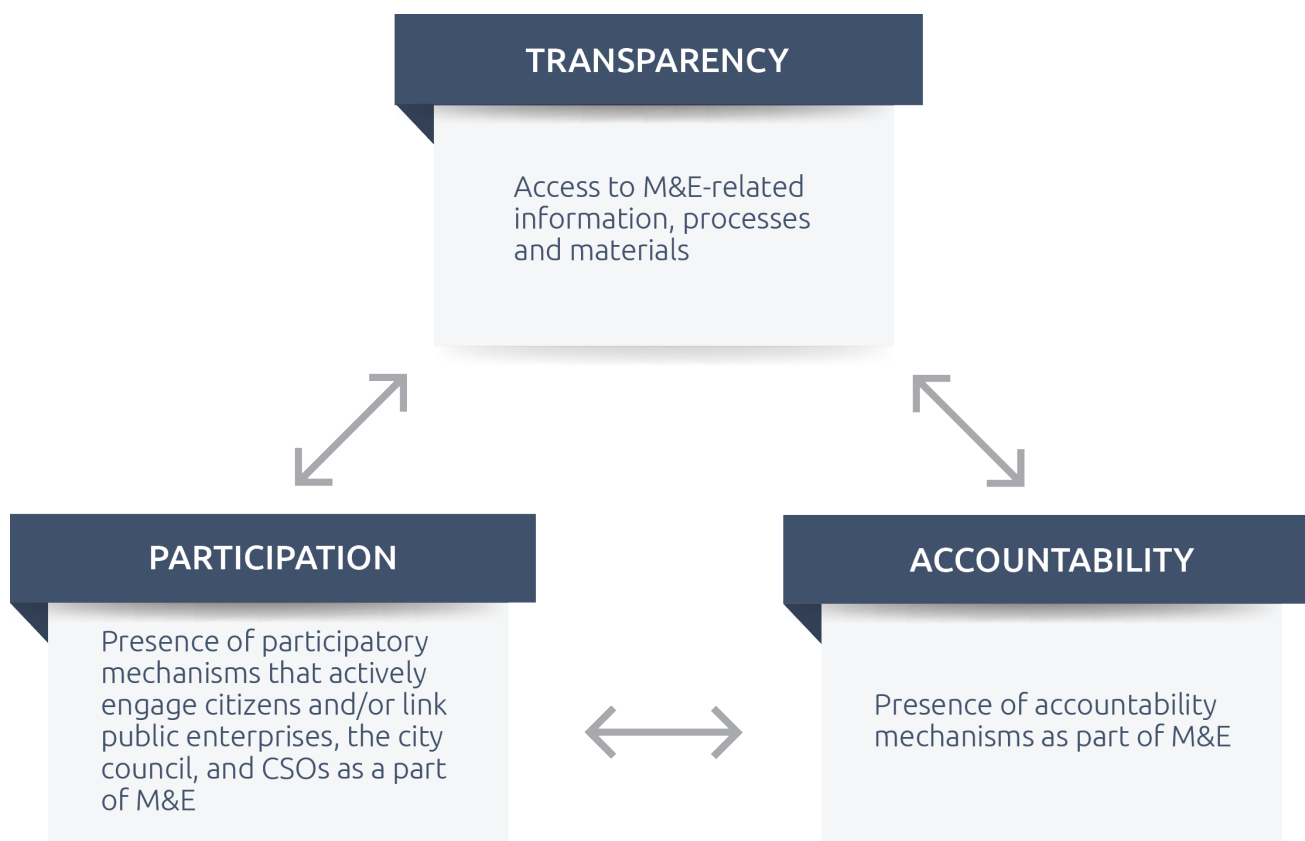 TRANSPARENCY
Access to M&E-related
information, processes
and materials
PARTICIPATION
Presence of participatory
mechanisms that actively
engage citizens and/or link
public enterprises, the city
council, and CSOs as a part
of M&E
ACCOUNTABILITY
Presence of accountability
mechanisms as part of M&E